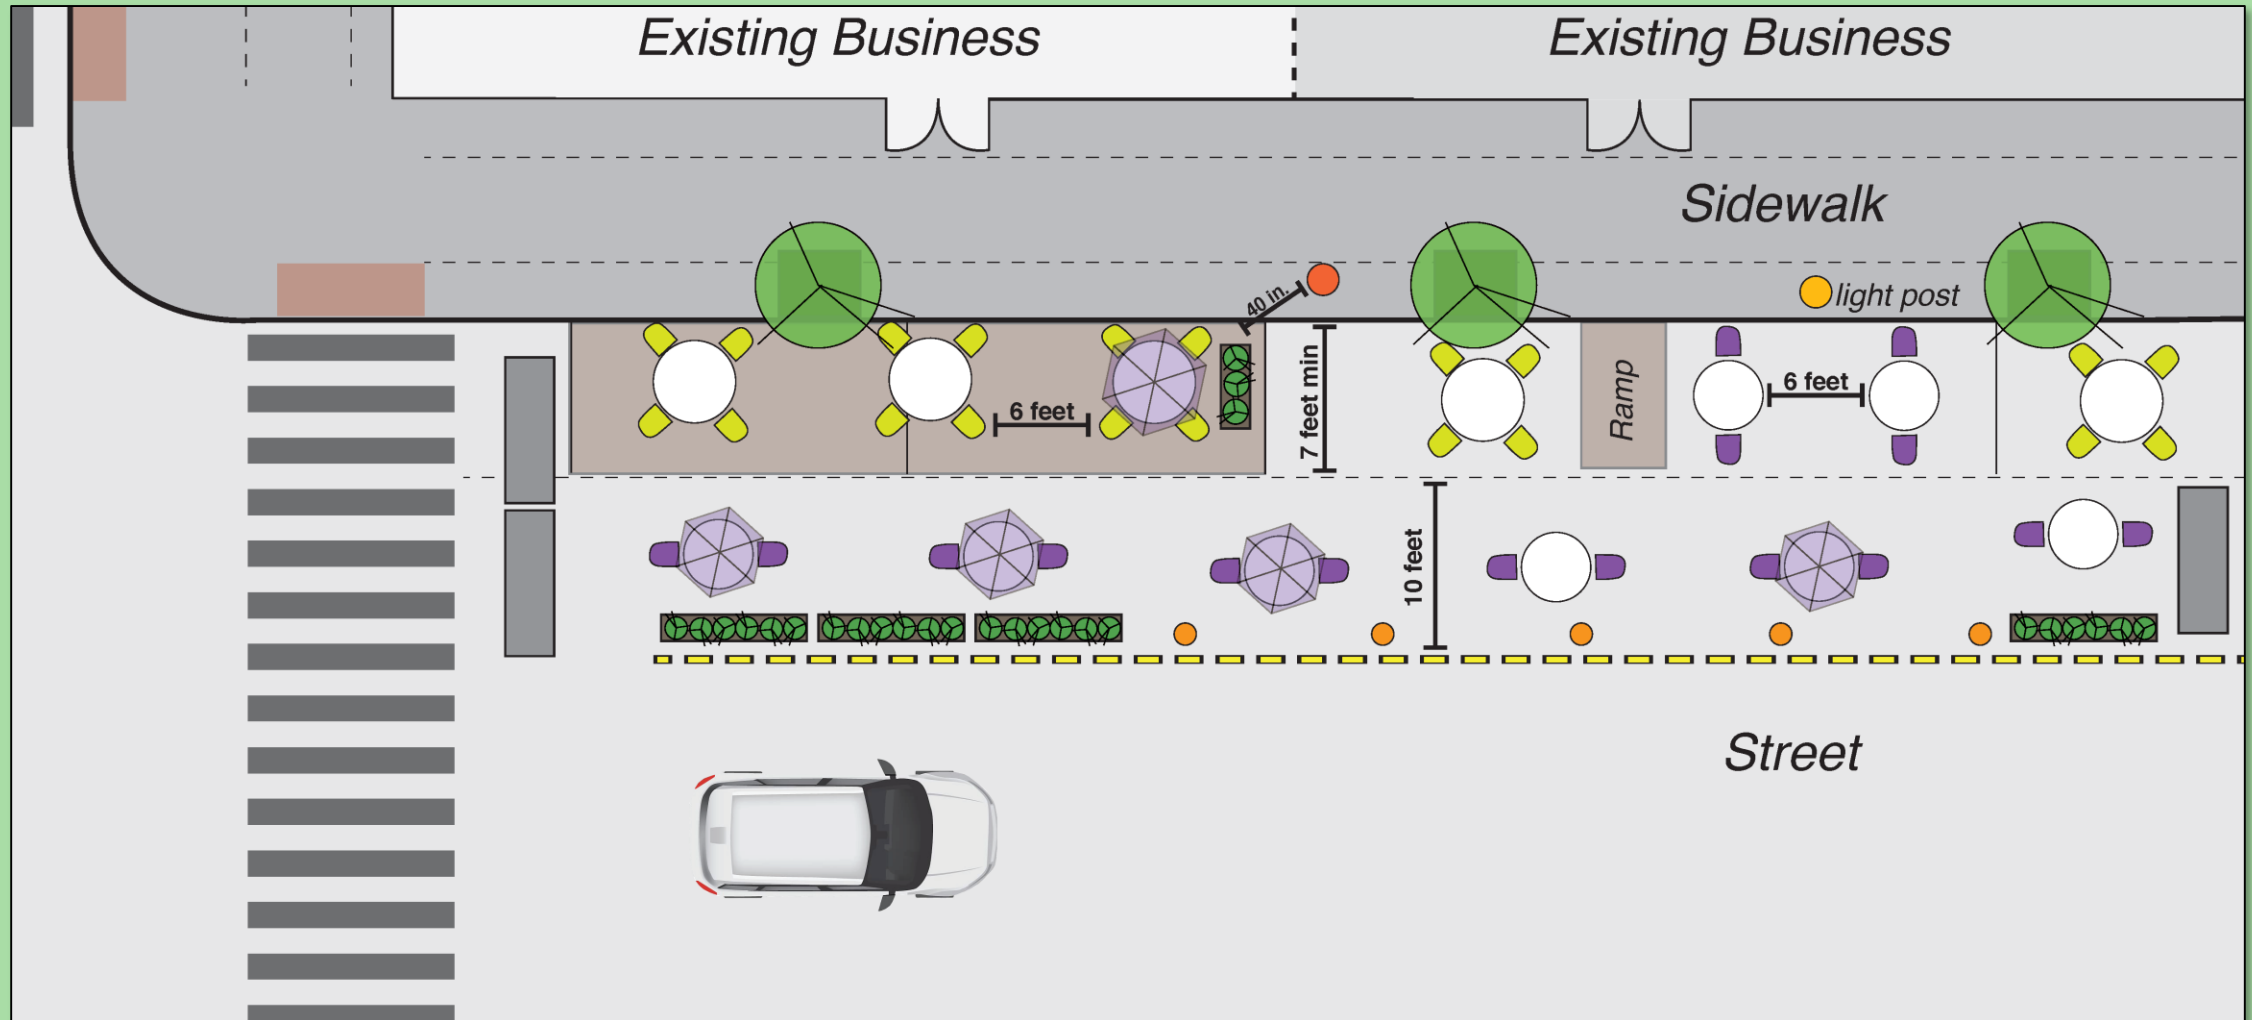 Existing Business
Existing Business
Sidewalk
light post
40 in.
7 feet min
6 feet
Ramp
6 feet
10 feet
Street